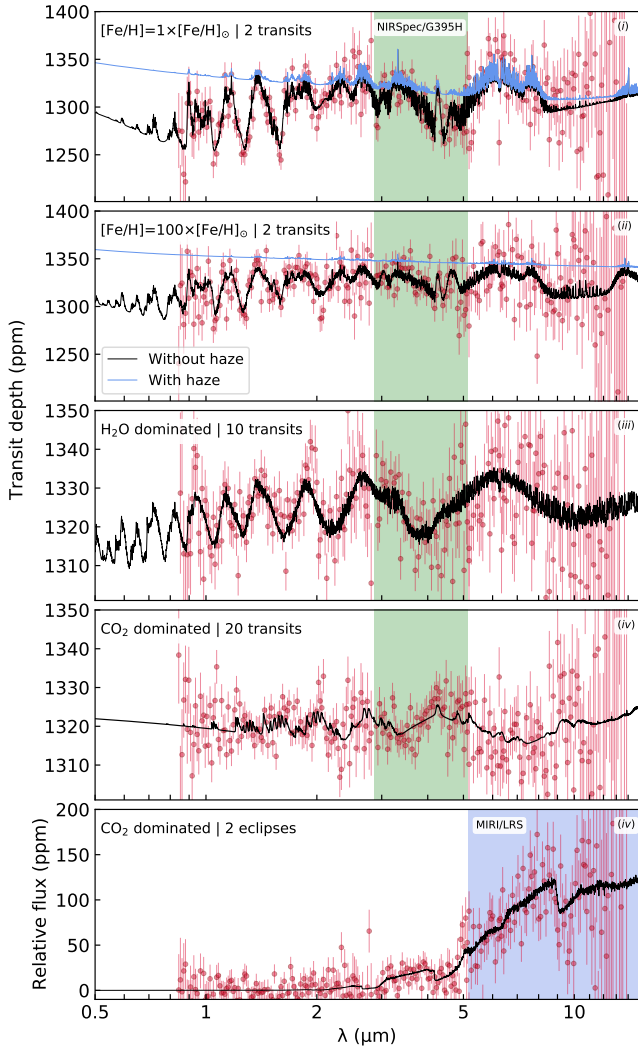 1400
1350
1300
1250
[Fe/H]=1×[Fe/H]⊙ | 2 transits
NIRSpec/G395H
(i)
1400
1350
1300
1250
[Fe/H]=100×[Fe/H]⊙ | 2 transits
(ii)
Without haze
With haze
Transit depth (ppm)
1350
1340
1330
1320
1310
H₂O dominated | 10 transits
(iii)
1350
1340
1330
1320
1310
CO₂ dominated | 20 transits
(iv)
200
150
100
50
0
CO₂ dominated | 2 eclipses
MIRI/LRS
(iv)
Relative flux (ppm)
0.5 1 2 5 10
λ (μm)